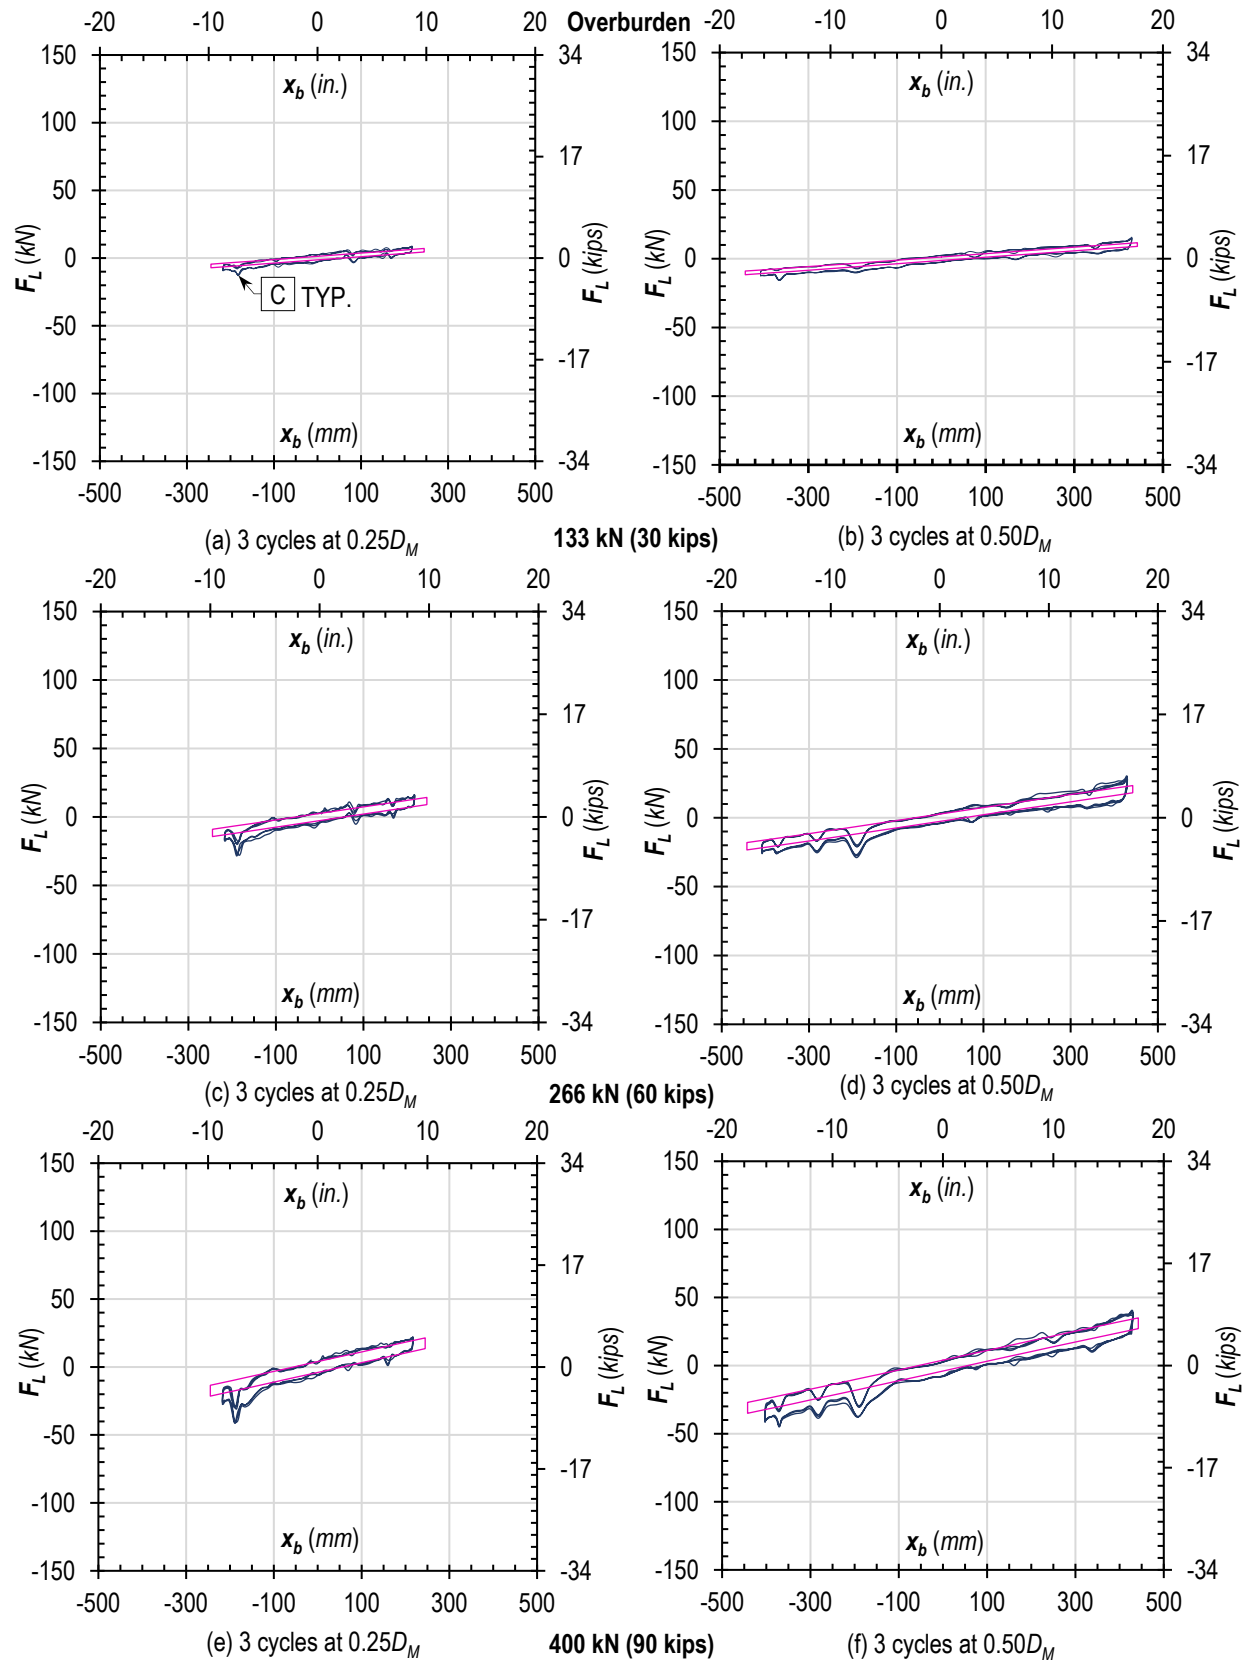 -20 -10 0 10 20 Overburden -20 -10 0 10 20
150 34 150 34
x_b (in.) x_b (in.)
100 100
17 17
50 50
F_L (kN) 0 0 F_L (kips) F_L (kN) 0 0 F_L (kips)
C TYP.
-50 -50
-17 -17
-100 -100
x_b (mm) x_b (mm)
-150 -34 -150 -34
-500 -300 -100 100 300 500 -500 -300 -100 100 300 500
(a) 3 cycles at 0.25D_M 133 kN (30 kips) (b) 3 cycles at 0.50D_M
-20 -10 0 10 20 -20 -10 0 10 20
150 34 150 34
x_b (in.) x_b (in.)
100 100
17 17
50 50
F_L (kN) 0 0 F_L (kips) F_L (kN) 0 0 F_L (kips)
-50 -50
-17 -17
-100 -100
x_b (mm) x_b (mm)
-150 -34 -150 -34
-500 -300 -100 100 300 500 -500 -300 -100 100 300 500
(c) 3 cycles at 0.25D_M 266 kN (60 kips) (d) 3 cycles at 0.50D_M
-20 -10 0 10 20 -20 -10 0 10 20
150 34 150 34
x_b (in.) x_b (in.)
100 100
17 17
50 50
F_L (kN) 0 0 F_L (kips) F_L (kN) 0 0 F_L (kips)
-50 -50
-17 -17
-100 -100
x_b (mm) x_b (mm)
-150 -34 -150 -34
-500 -300 -100 100 300 500 -500 -300 -100 100 300 500
(e) 3 cycles at 0.25D_M 400 kN (90 kips) (f) 3 cycles at 0.50D_M